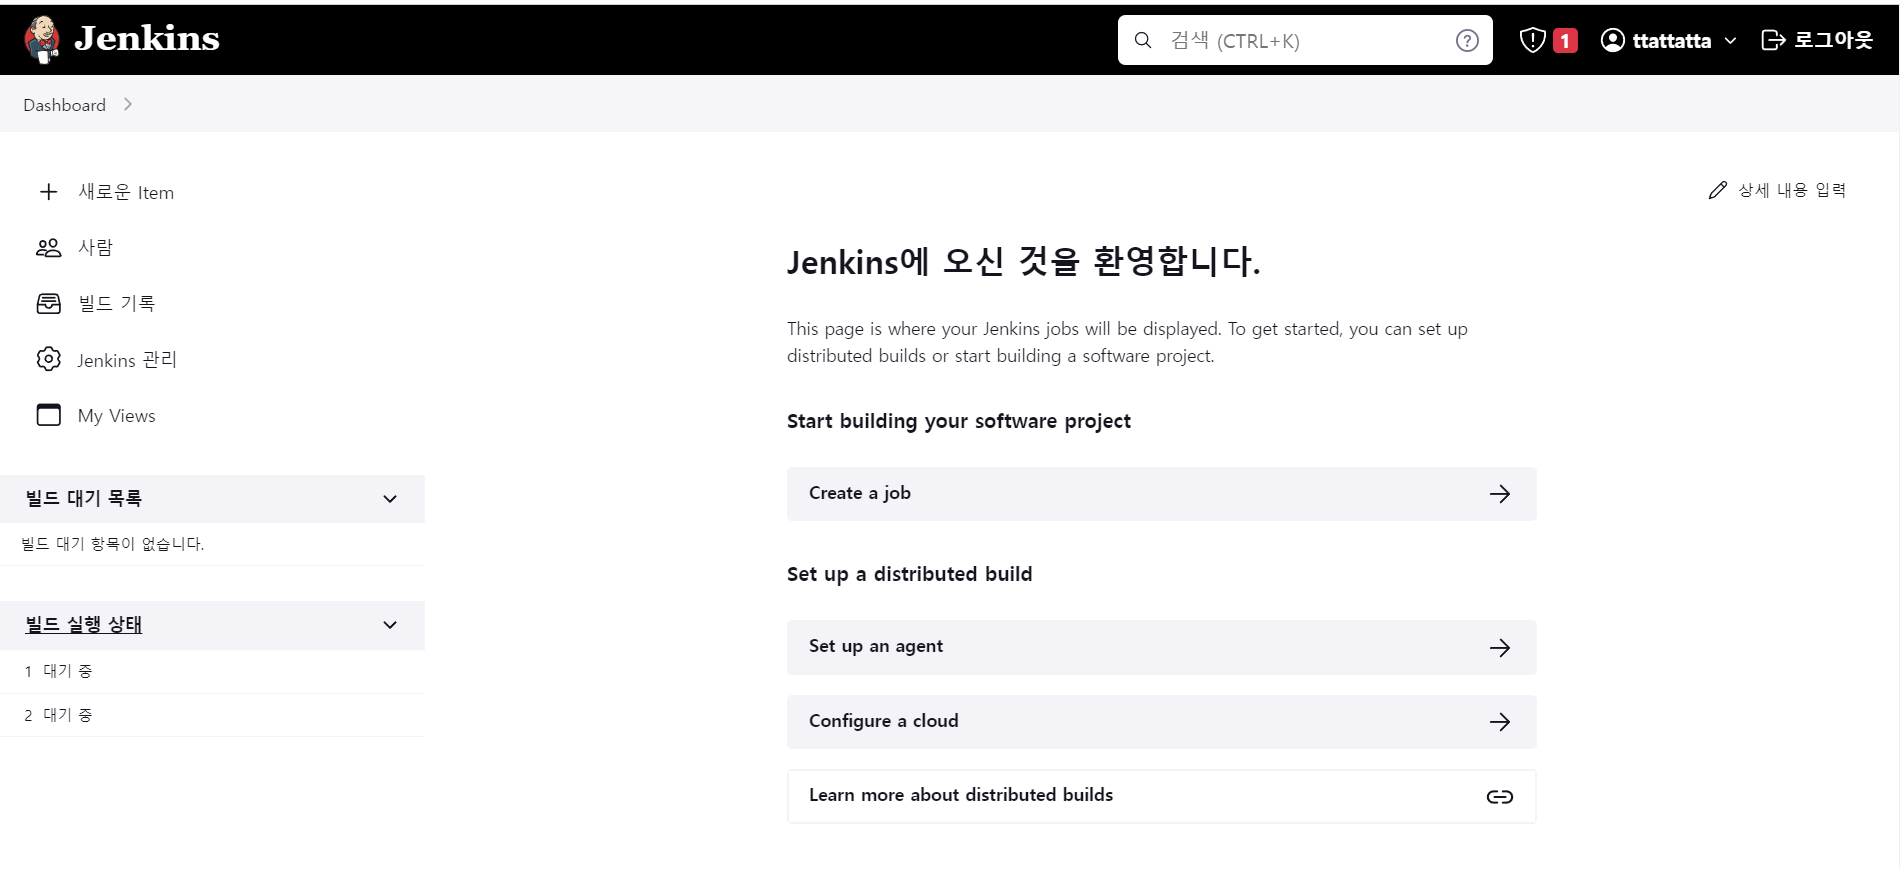 Jenkins
검색 (CTRL+K)
1
ttattatta
로그아웃
Dashboard
새로운 Item
사람
빌드 기록
Jenkins 관리
My Views
빌드 대기 목록
빌드 대기 항목이 없습니다.
빌드 실행 상태
1 대기 중
2 대기 중
상세 내용 입력
Jenkins에 오신 것을 환영합니다.
This page is where your Jenkins jobs will be displayed. To get started, you can set up
distributed builds or start building a software project.
Start building your software project
Create a job
Set up a distributed build
Set up an agent
Configure a cloud
Learn more about distributed builds